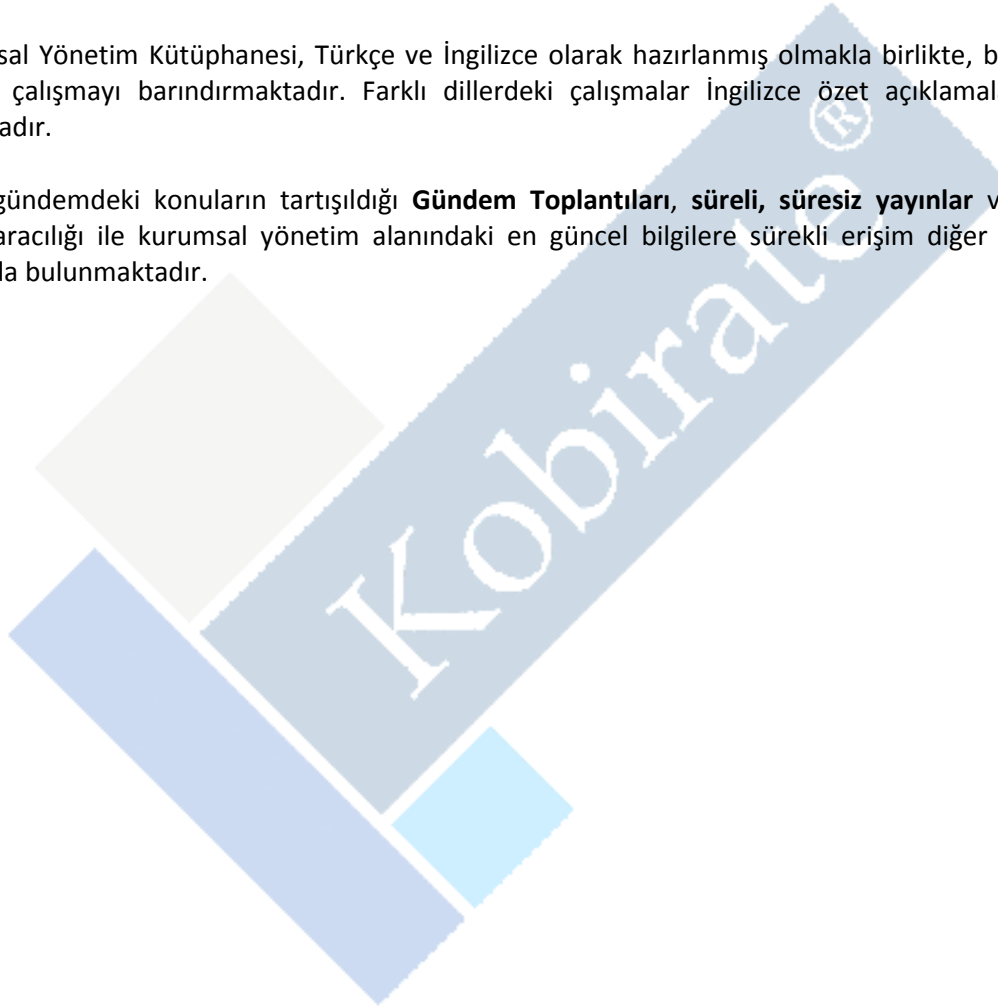 sal Yönetim Kütüphanesi, Türkçe ve İngilizce olarak hazırlanmış olmakla birlikte, b
çalışmayı barındırmaktadır. Farklı dillerdeki çalışmalar İngilizce özet açıklamala
adır.
gündemdeki konuların tartışıldığı Gündem Toplantıları, süreli, süresiz yayınlar v
aracılığı ile kurumsal yönetim alanındaki en güncel bilgilere sürekli erişim diğer
da bulunmaktadır.
Kobirate ®